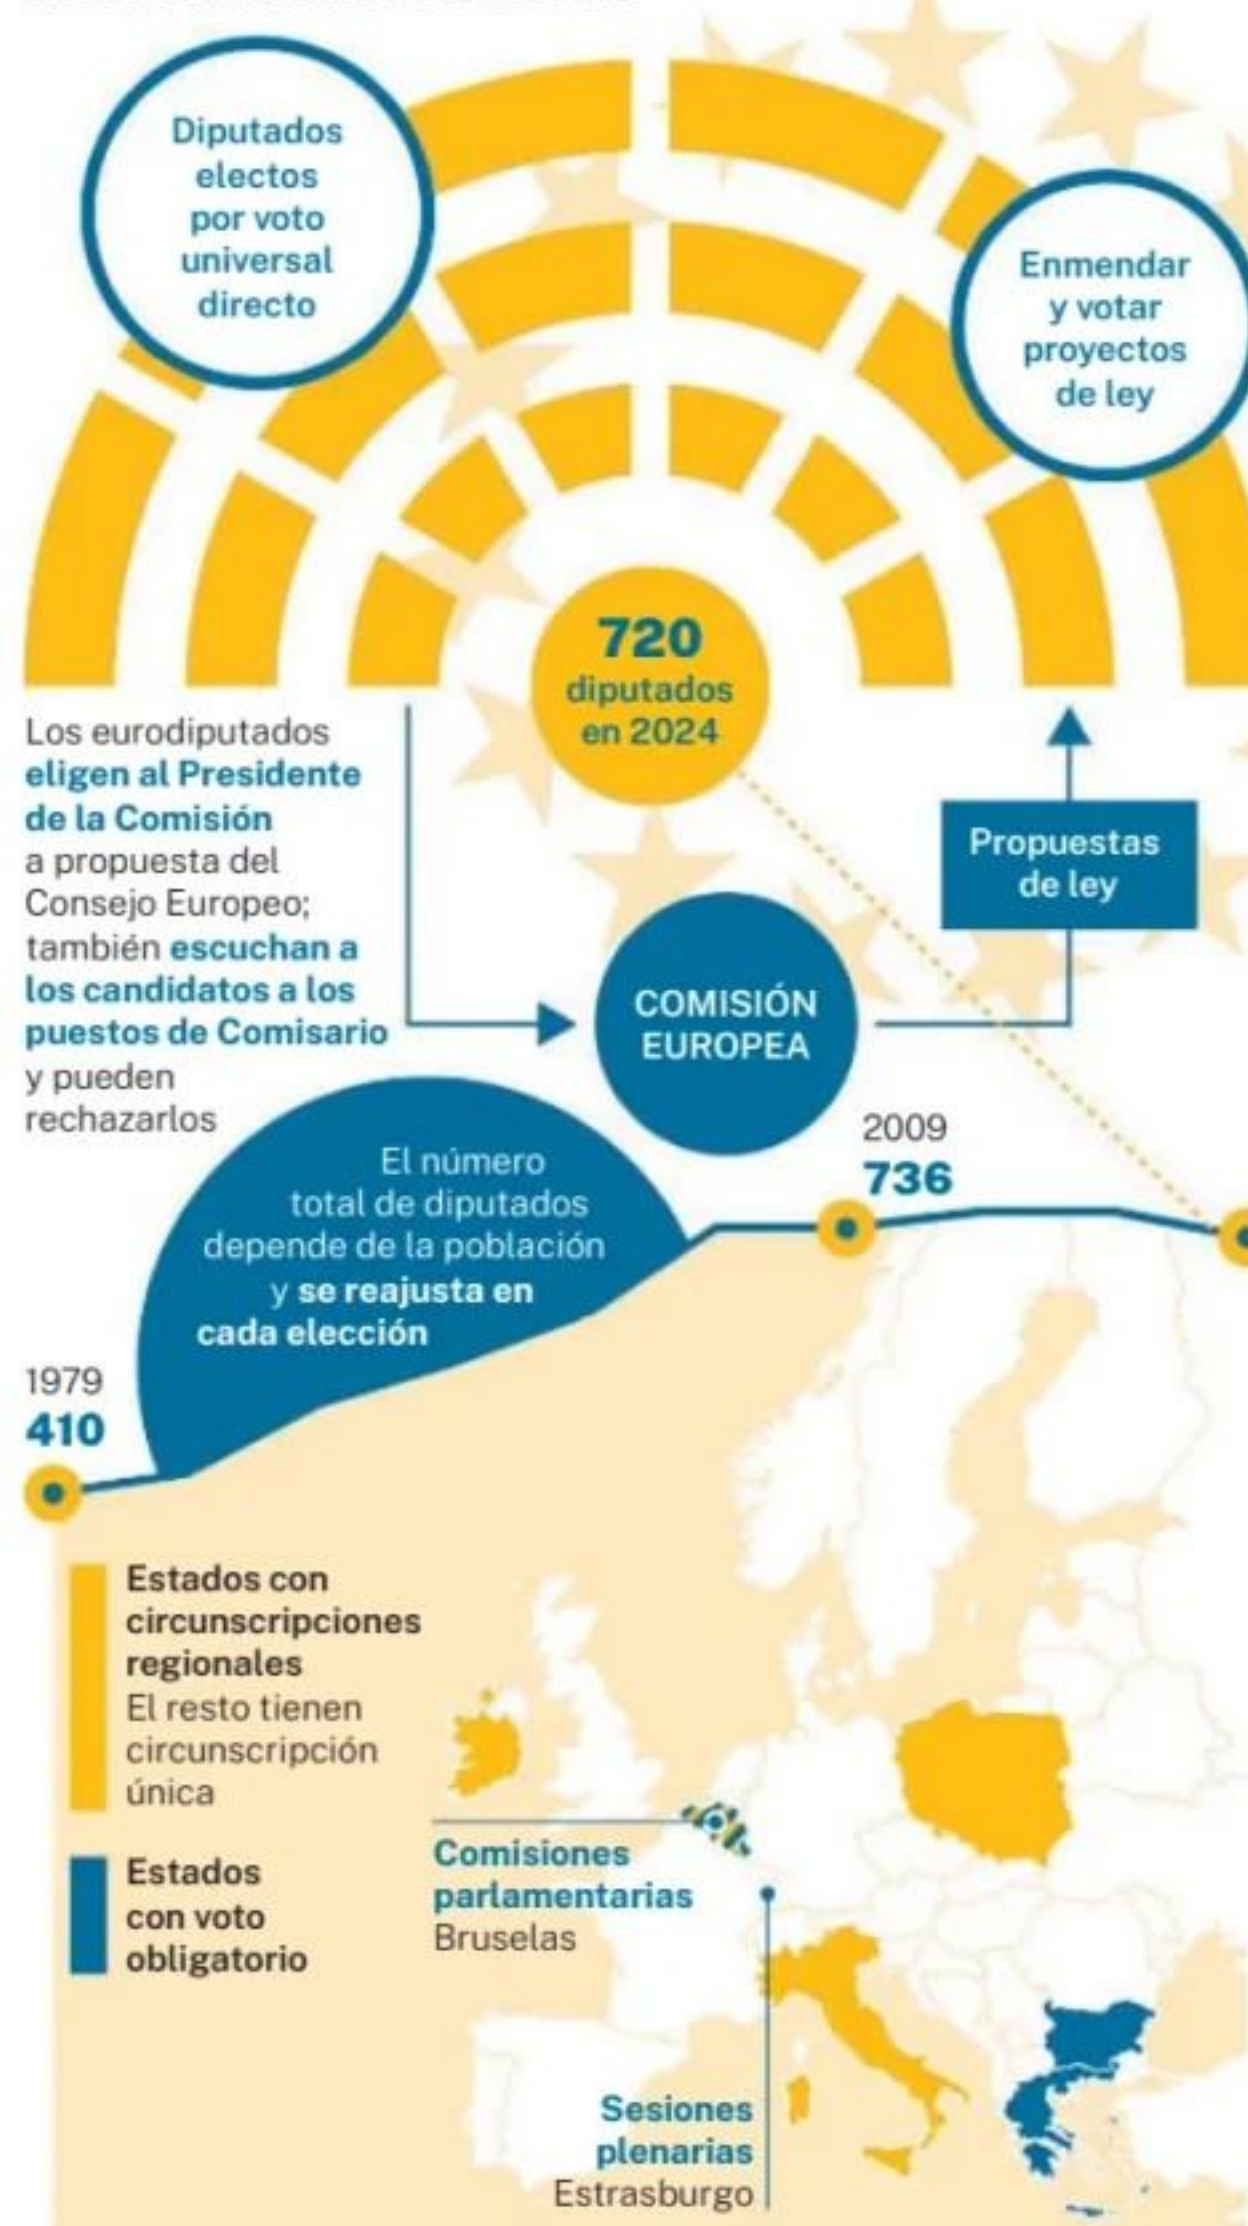 Diputados
electos
por voto
universal
directo
Enmendar
y votar
proyectos
de ley
720
diputados
en 2024
Los eurodiputados
eligen al Presidente
de la Comisión
a propuesta del
Consejo Europeo;
también escuchan a
los candidatos a los
puestos de Comisario
y pueden
rechazarlos
Propuestas
de ley
COMISIÓN
EUROPEA
El número
total de diputados
depende de la población
y se reajusta en
cada elección
2009
736
1979
410
Estados con
circunscripciones
regionales
El resto tienen
circunscripción
única
Estados
con voto
obligatorio
Comisiones
parlamentarias
Bruselas
Sesiones
plenarias
Estrasburgo